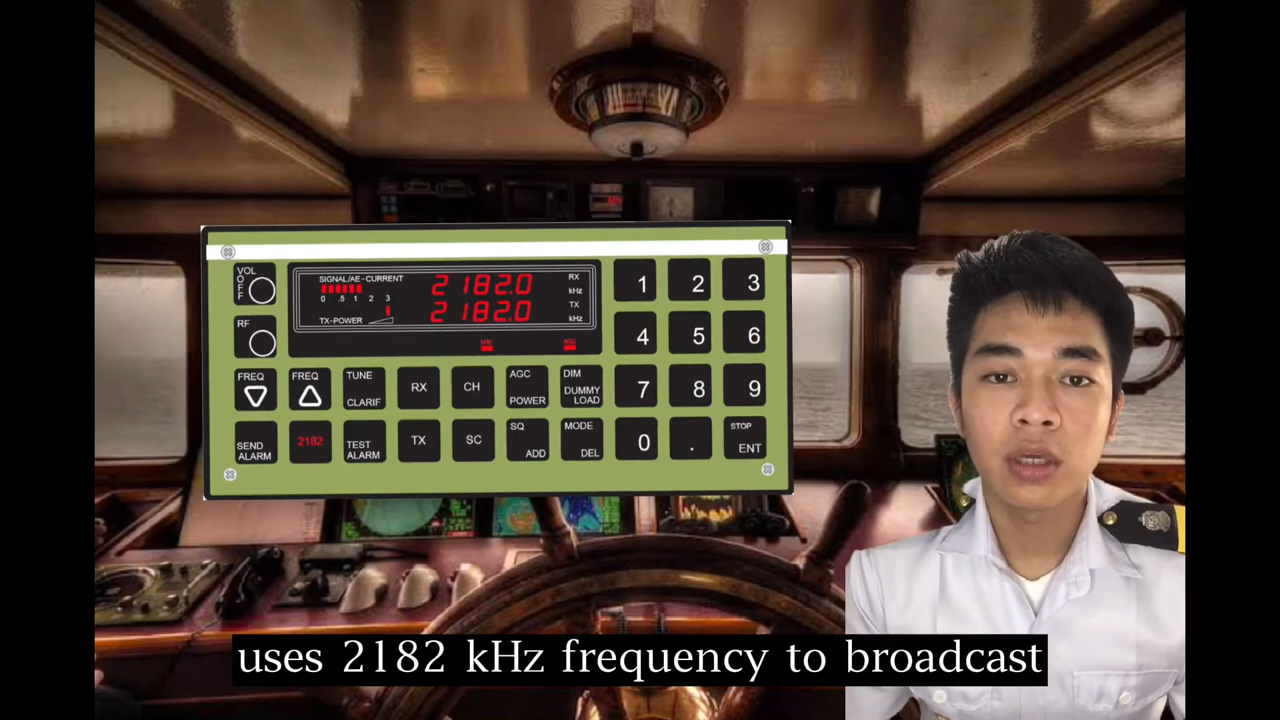 VOL
OFF
SIGNAL/AE-CURRENT
0 .5 1 2 3
TX-POWER
2182.0
RX
kHz
2182.0
TX
kHz
AGC
1
2
3
RF
4
5
6
FREQ
FREQ
TUNE
CLARIF
RX
CH
AGC
POWER
DIM
DUMMY
LOAD
7
8
9
SEND
ALARM
2182
TEST
ALARM
TX
SC
SQ
ADD
MODE
DEL
0
.
STOP
ENT
uses 2182 kHz frequency to broadcast